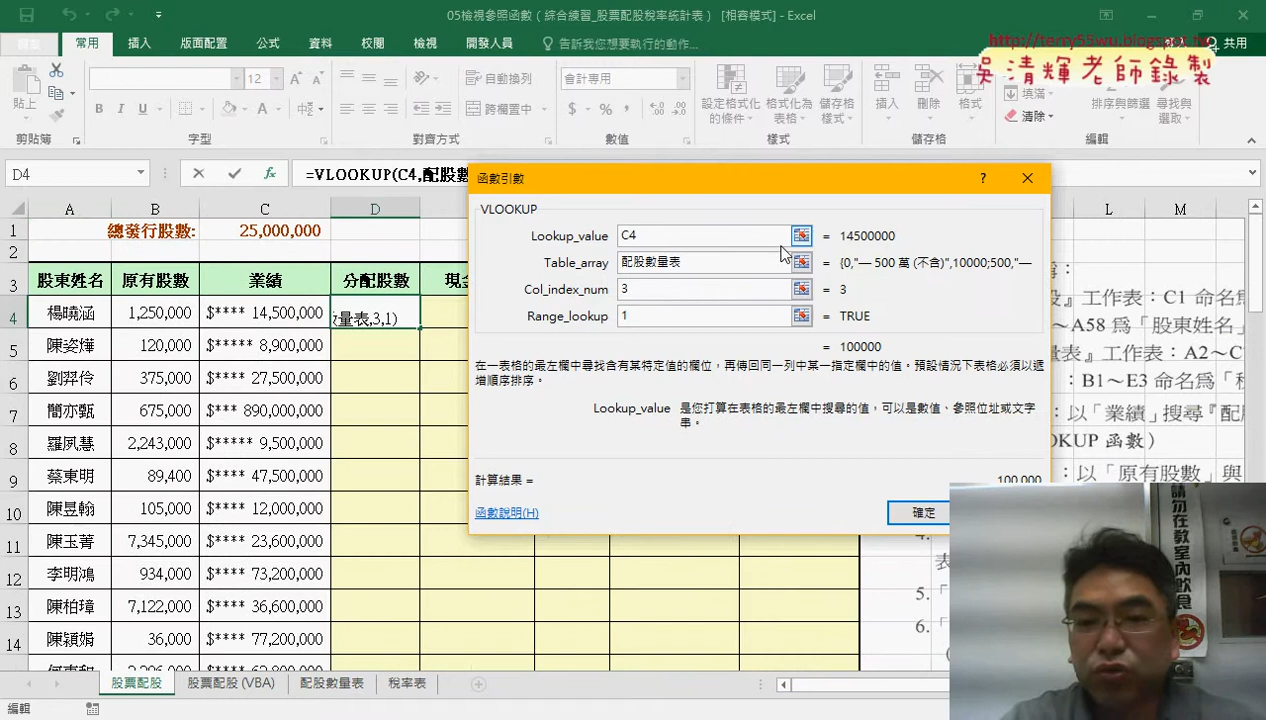 05檢視參照函數（綜合練習_股票配股稅率統計表） [相容模式] - Excel
http://terry55wu.blogspot.tw
吳清輝老師錄製
常用 插入 版面配置 公式 資料 校閱 檢視 開發人員 告訴我您想要執行的動作... 共用
貼上 12 自動換列 會計專用 設定格式化的條件 格式化為表格 儲存格樣式 插入 刪除 格式 填滿 清除 排序與篩選 尋找與選取
B I U 中 跨欄置中 $ % ,
剪貼簿 字型 對齊方式 數值 樣式 儲存格 編輯
D4 fx =VLOOKUP(C4,配股數
A B C D L M
1 總發行股數: 25,000,000
2
3 股東姓名 原有股數 業績 分配股數 現金
4 楊曉涵 1,250,000 $**** 14,500,000 量表,3,1)
5 陳姿燁 120,000 $***** 8,900,000
6 劉羿伶 375,000 $**** 27,500,000
7 簡亦甄 675,000 $*** 890,000,000
8 羅夙慧 2,243,000 $***** 9,500,000
9 蔡東明 89,400 $**** 47,500,000
10 陳昱翰 105,000 $**** 12,000,000
11 陳玉菁 7,345,000 $**** 23,600,000
12 李明鴻 934,000 $**** 73,200,000
13 陳柏瑋 7,122,000 $**** 36,600,000
14 陳穎娟 36,000 $**** 77,200,000
函數引數 ? ×
VLOOKUP
Lookup_value C4 = 14500000
Table_array 配股數量表 = {0,"— 500 萬 (不含)",10000;500,"—
Col_index_num 3 = 3
Range_lookup 1 = TRUE
= 100000
在一表格的最左欄中尋找含有某特定值的欄位，再傳回同一列中某一指定欄中的值。預設情況下表格必須以遞
增順序排序。
Lookup_value 是您打算在表格的最左欄中搜尋的值，可以是數值、參照位址或文字
串。
計算結果 = 100,000
函數說明(H) 確定
』工作表：C1 命名
～A58 為「股東姓名」
量表』工作表：A2～C
：B1～E3 命名為「稅
：以「業績」搜尋『配
KUP 函數）
：以「原有股數」與
5.「
6.「
請勿在教室內飲食
股票配股 股票配股 (VBA) 配股數量表 稅率表
編輯